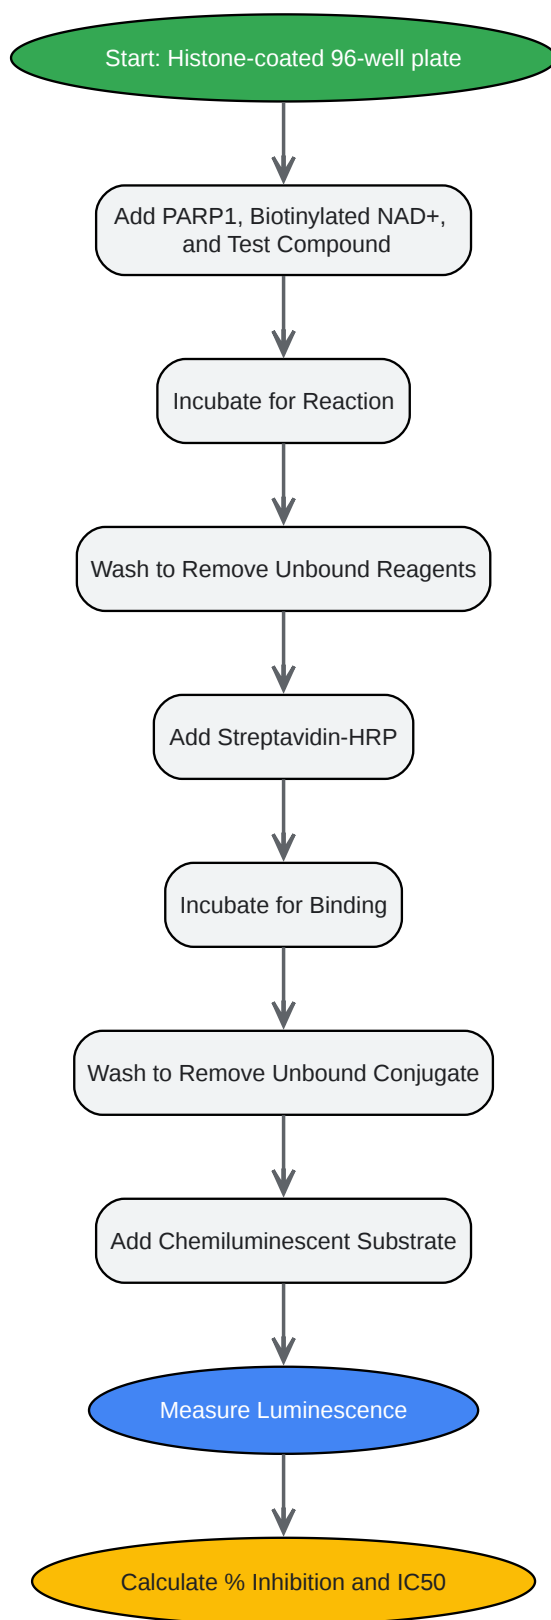 Start: Histone-coated 96-well plate
Add PARP1, Biotinylated NAD+,
and Test Compound
Incubate for Reaction
Wash to Remove Unbound Reagents
Add Streptavidin-HRP
Incubate for Binding
Wash to Remove Unbound Conjugate
Add Chemiluminescent Substrate
Measure Luminescence
Calculate % Inhibition and IC50